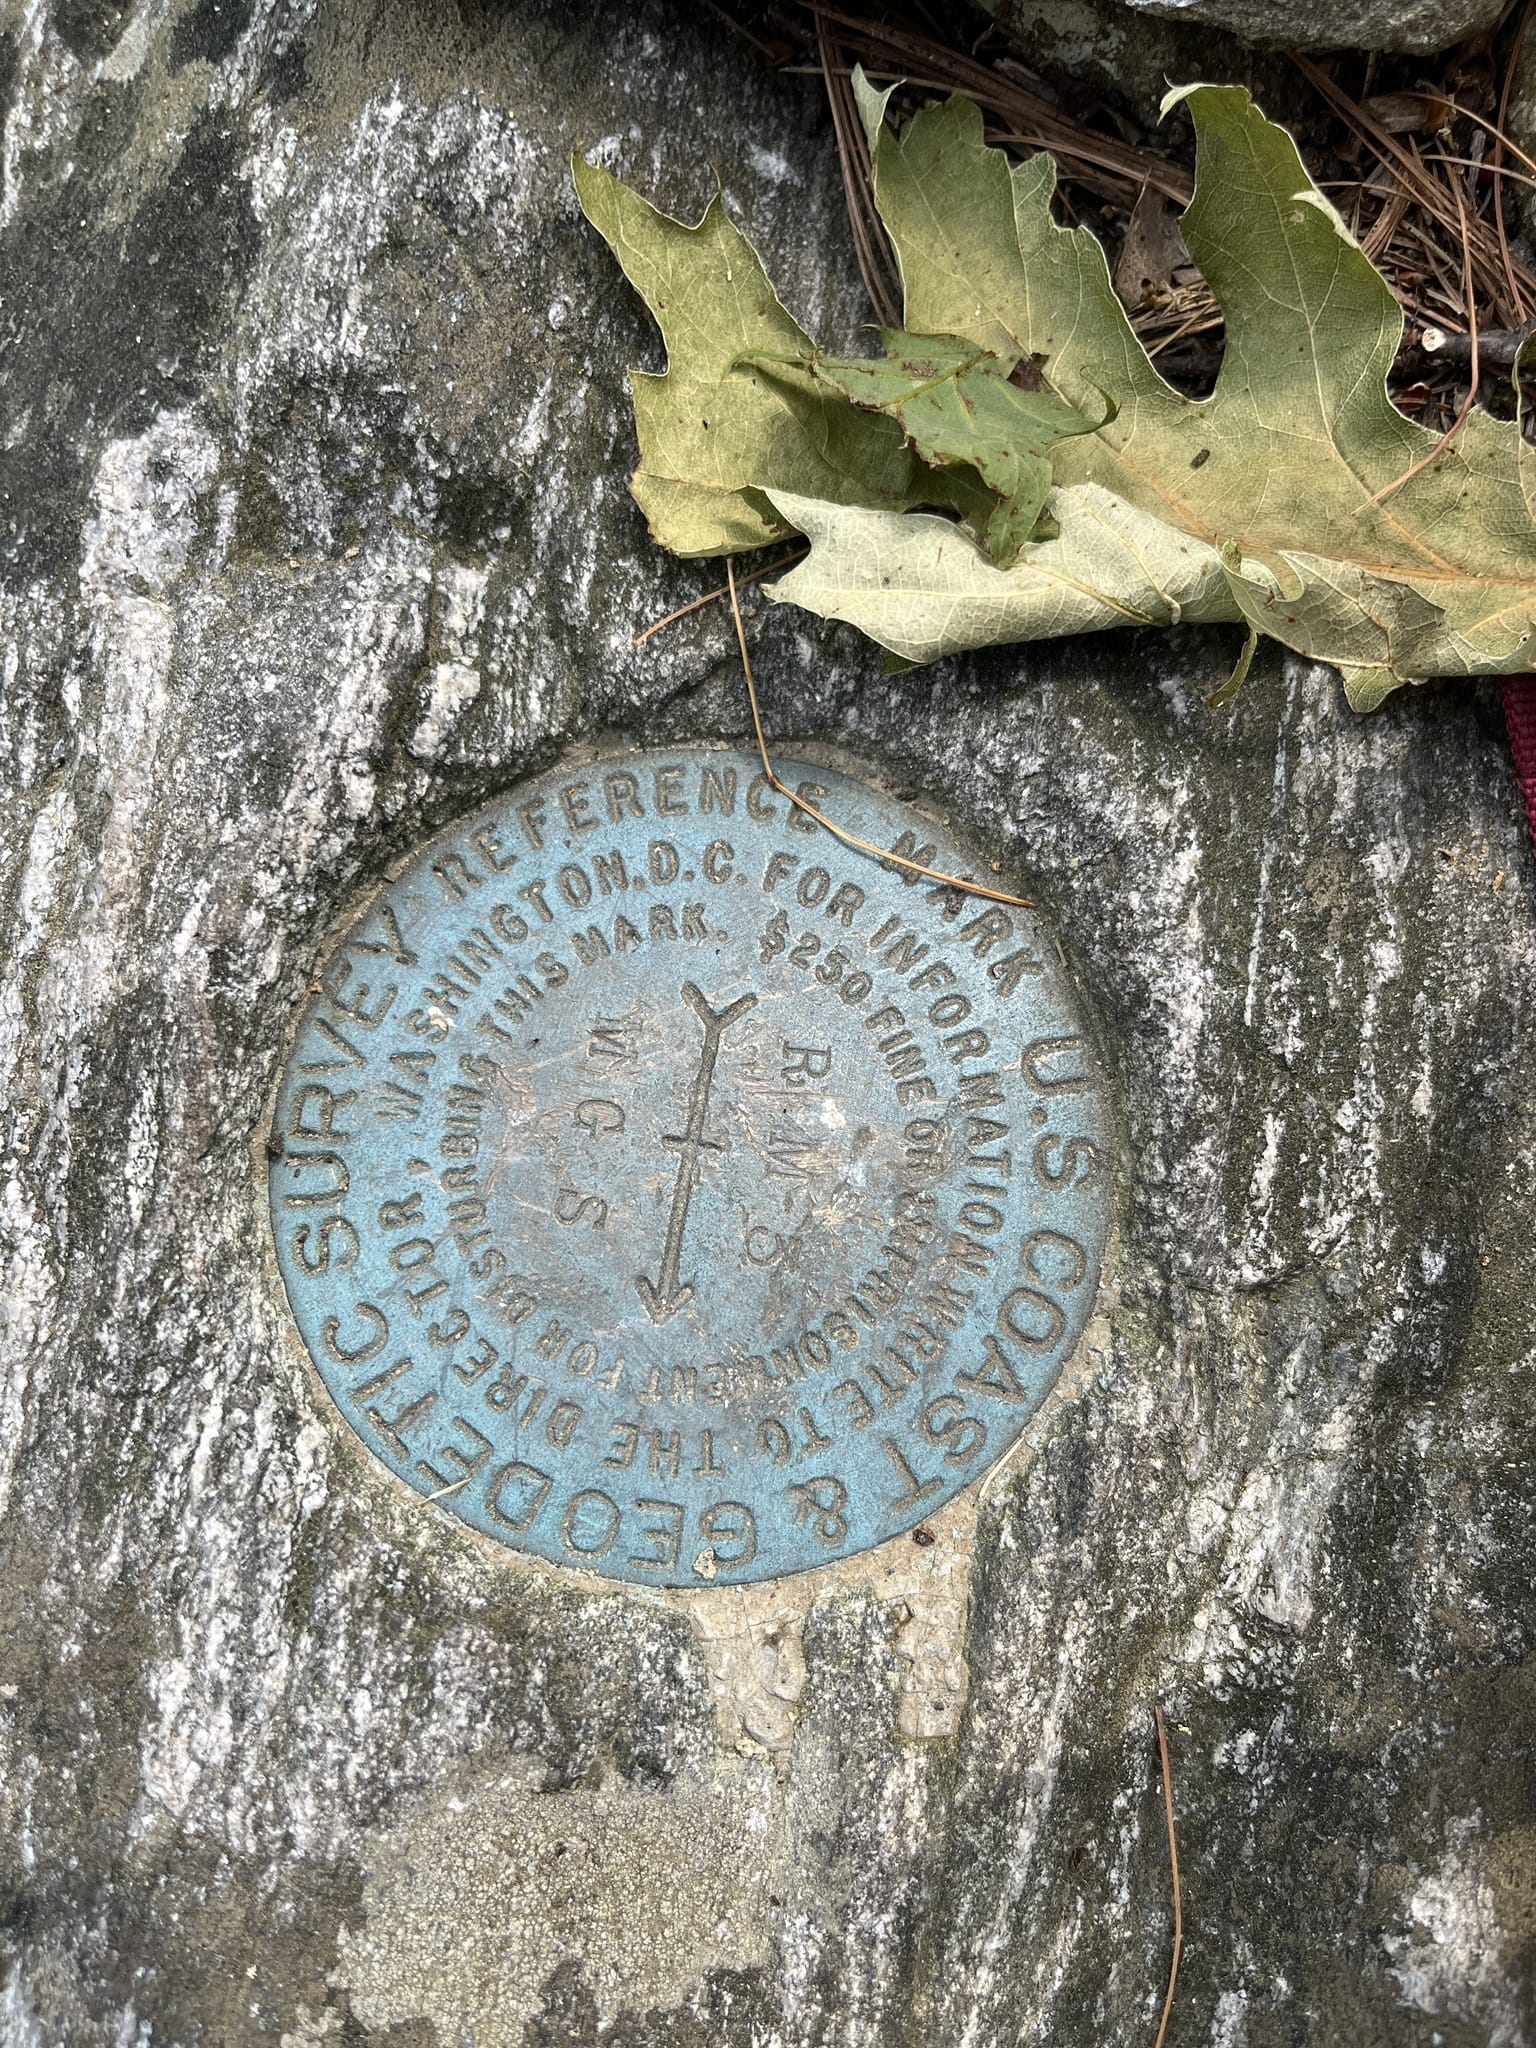 U.S. COAST & GEODETIC SURVEY REFERENCE MARK
FOR INFORMATION WRITE TO THE DIRECTOR, WASHINGTON, D.C.
$250 FINE OR IMPRISONMENT FOR DISTURBING THIS MARK.
R M
M G S